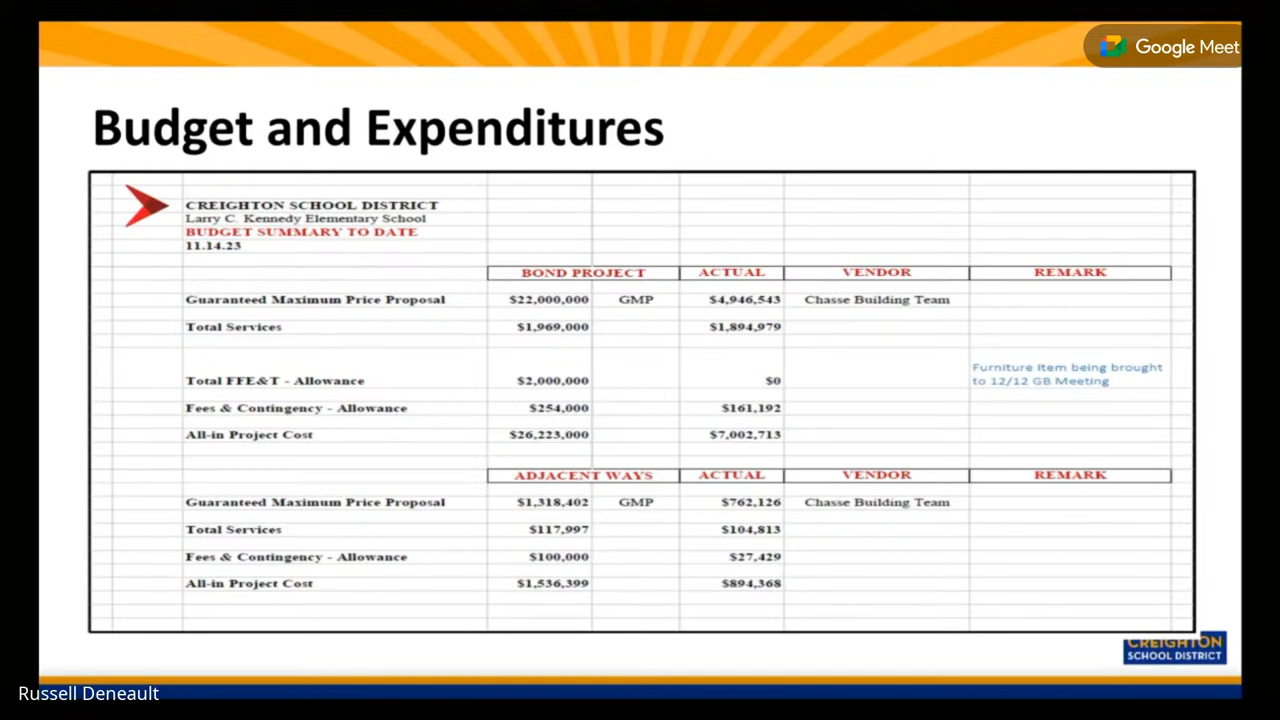 Google Meet
Budget and Expenditures
CREIGHTON SCHOOL DISTRICT
Larry C. Kennedy Elementary School
BUDGET SUMMARY TO DATE
11.14.23
BOND PROJECT ACTUAL VENDOR REMARK
Guaranteed Maximum Price Proposal $22,000,000 GMP $4,946,543 Chasse Building Team
Total Services $1,969,000 $1,894,979
Furniture Item being brought
to 12/12 GB Meeting
Total FFE&T - Allowance $2,000,000 $0
Fees & Contingency - Allowance $254,000 $161,192
All-in Project Cost $26,223,000 $7,002,713
ADJACENT WAYS ACTUAL VENDOR REMARK
Guaranteed Maximum Price Proposal $1,318,402 GMP $762,126 Chasse Building Team
Total Services $117,997 $104,813
Fees & Contingency - Allowance $100,000 $27,429
All-in Project Cost $1,536,399 $894,368
CREIGHTON
SCHOOL DISTRICT
Russell Deneault